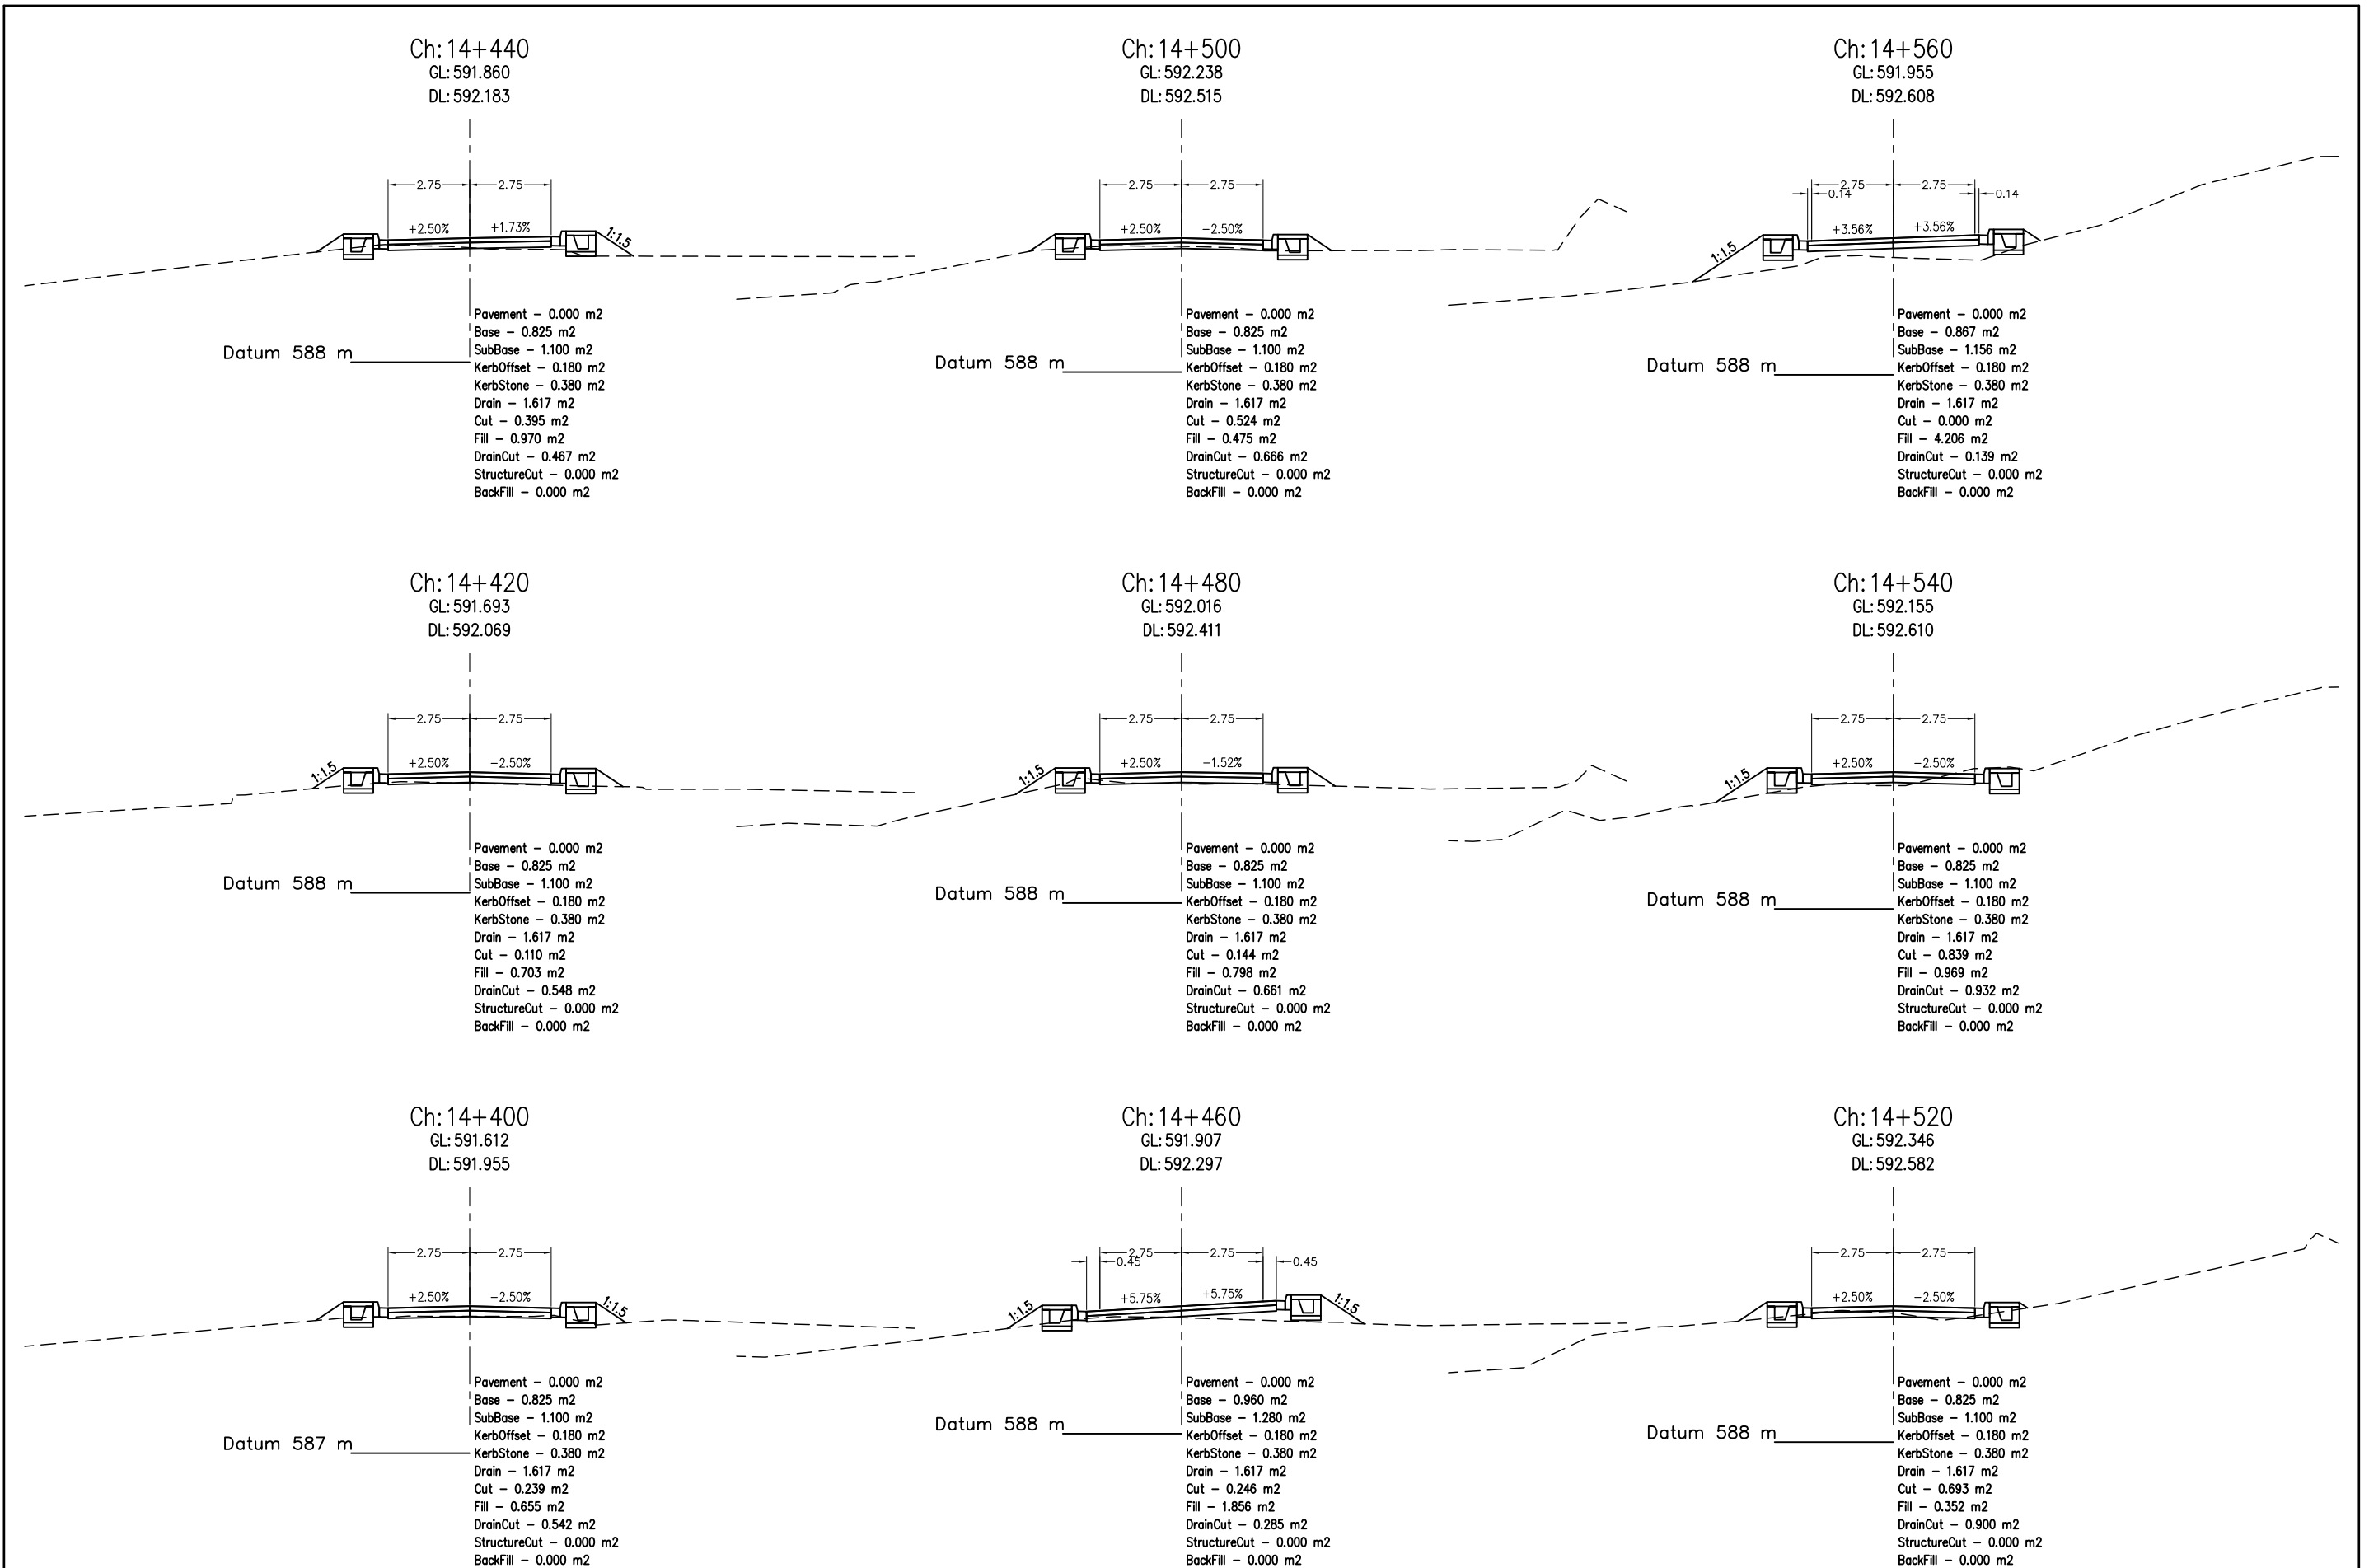 Ch:14+440
GL:591.860
DL:592.183
2.75
2.75
+2.50%
+1.73%
1:1.5
Datum 588 m
Pavement - 0.000 m2
Base - 0.825 m2
SubBase - 1.100 m2
KerbOffset - 0.180 m2
KerbStone - 0.380 m2
Drain - 1.617 m2
Cut - 0.395 m2
Fill - 0.970 m2
DrainCut - 0.467 m2
StructureCut - 0.000 m2
BackFill - 0.000 m2
Ch:14+500
GL:592.238
DL:592.515
2.75
2.75
+2.50%
-2.50%
Datum 588 m
Pavement - 0.000 m2
Base - 0.825 m2
SubBase - 1.100 m2
KerbOffset - 0.180 m2
KerbStone - 0.380 m2
Drain - 1.617 m2
Cut - 0.524 m2
Fill - 0.475 m2
DrainCut - 0.666 m2
StructureCut - 0.000 m2
BackFill - 0.000 m2
Ch:14+560
GL:591.955
DL:592.608
2.75
2.75
0.14
0.14
+3.56%
+3.56%
1:1.5
Datum 588 m
Pavement - 0.000 m2
Base - 0.867 m2
SubBase - 1.156 m2
KerbOffset - 0.180 m2
KerbStone - 0.380 m2
Drain - 1.617 m2
Cut - 0.000 m2
Fill - 4.206 m2
DrainCut - 0.139 m2
StructureCut - 0.000 m2
BackFill - 0.000 m2
Ch:14+420
GL:591.693
DL:592.069
2.75
2.75
1:1.5
+2.50%
-2.50%
Datum 588 m
Pavement - 0.000 m2
Base - 0.825 m2
SubBase - 1.100 m2
KerbOffset - 0.180 m2
KerbStone - 0.380 m2
Drain - 1.617 m2
Cut - 0.110 m2
Fill - 0.703 m2
DrainCut - 0.548 m2
StructureCut - 0.000 m2
BackFill - 0.000 m2
Ch:14+480
GL:592.016
DL:592.411
2.75
2.75
1:1.5
+2.50%
-1.52%
Datum 588 m
Pavement - 0.000 m2
Base - 0.825 m2
SubBase - 1.100 m2
KerbOffset - 0.180 m2
KerbStone - 0.380 m2
Drain - 1.617 m2
Cut - 0.144 m2
Fill - 0.798 m2
DrainCut - 0.661 m2
StructureCut - 0.000 m2
BackFill - 0.000 m2
Ch:14+540
GL:592.155
DL:592.610
2.75
2.75
1:1.5
+2.50%
-2.50%
Datum 588 m
Pavement - 0.000 m2
Base - 0.825 m2
SubBase - 1.100 m2
KerbOffset - 0.180 m2
KerbStone - 0.380 m2
Drain - 1.617 m2
Cut - 0.839 m2
Fill - 0.969 m2
DrainCut - 0.932 m2
StructureCut - 0.000 m2
BackFill - 0.000 m2
Ch:14+400
GL:591.612
DL:591.955
2.75
2.75
+2.50%
-2.50%
1:1.5
Datum 587 m
Pavement - 0.000 m2
Base - 0.825 m2
SubBase - 1.100 m2
KerbOffset - 0.180 m2
KerbStone - 0.380 m2
Drain - 1.617 m2
Cut - 0.239 m2
Fill - 0.655 m2
DrainCut - 0.542 m2
StructureCut - 0.000 m2
BackFill - 0.000 m2
Ch:14+460
GL:591.907
DL:592.297
2.75
2.75
0.45
0.45
1:1.5
+5.75%
+5.75%
1:1.5
Datum 588 m
Pavement - 0.000 m2
Base - 0.960 m2
SubBase - 1.280 m2
KerbOffset - 0.180 m2
KerbStone - 0.380 m2
Drain - 1.617 m2
Cut - 0.246 m2
Fill - 1.856 m2
DrainCut - 0.285 m2
StructureCut - 0.000 m2
BackFill - 0.000 m2
Ch:14+520
GL:592.346
DL:592.582
2.75
2.75
+2.50%
-2.50%
Datum 588 m
Pavement - 0.000 m2
Base - 0.825 m2
SubBase - 1.100 m2
KerbOffset - 0.180 m2
KerbStone - 0.380 m2
Drain - 1.617 m2
Cut - 0.693 m2
Fill - 0.352 m2
DrainCut - 0.900 m2
StructureCut - 0.000 m2
BackFill - 0.000 m2